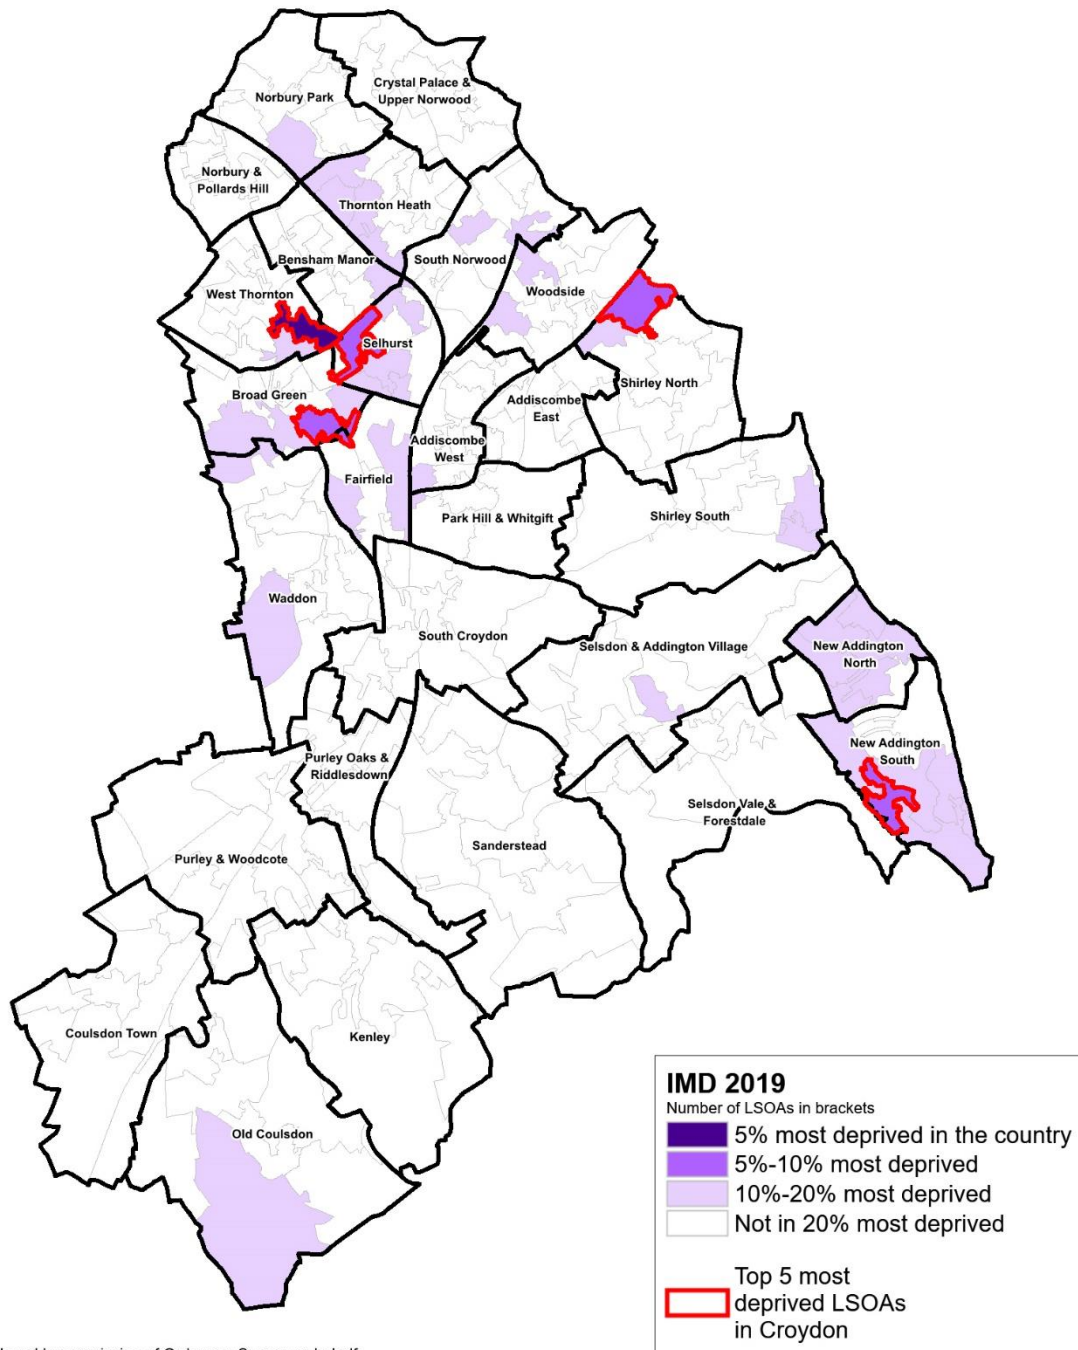 Crystal Palace &
Upper Norwood
Norbury Park
Norbury &
Pollards Hill
Thornton Heath
Bensham Manor
South Norwood
West Thornton
Woodside
Selhurst
Shirley North
Broad Green
Addiscombe
East
Addiscombe
West
Fairfield
Park Hill & Whitgift
Shirley South
Waddon
South Croydon
Selsdon & Addington Village
New Addington
North
New Addington
South
Purley Oaks &
Riddlesdown
Selsdon Vale &
Forestdale
Sanderstead
Purley & Woodcote
Coulsdon Town
Kenley
Old Coulsdon
IMD 2019
Number of LSOAs in brackets
5% most deprived in the country
5%-10% most deprived
10%-20% most deprived
Not in 20% most deprived
Top 5 most
deprived LSOAs
in Croydon